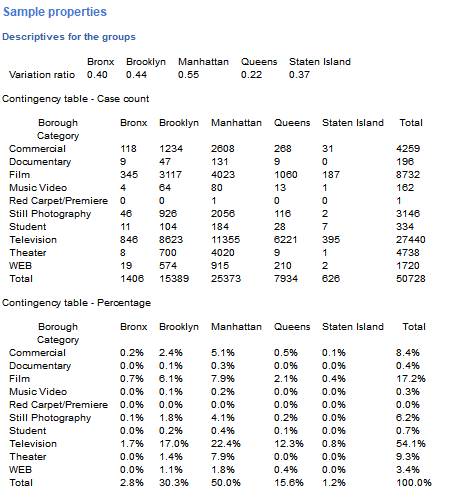 Sample properties
Descriptives for the groups
Bronx Brooklyn Manhattan Queens Staten Island
Variation ratio 0.40 0.44 0.55 0.22 0.37
Contingency table - Case count
Borough Bronx Brooklyn Manhattan Queens Staten Island Total
Category
Commercial 118 1234 2608 268 31 4259
Documentary 9 47 131 9 0 196
Film 345 3117 4023 1060 187 8732
Music Video 4 64 80 13 1 162
Red Carpet/Premiere 0 0 1 0 0 1
Still Photography 46 926 2056 116 2 3146
Student 11 104 184 28 7 334
Television 846 8623 11355 6221 395 27440
Theater 8 700 4020 9 1 4738
WEB 19 574 915 210 2 1720
Total 1406 15389 25373 7934 626 50728
Contingency table - Percentage
Borough Bronx Brooklyn Manhattan Queens Staten Island Total
Category
Commercial 0.2% 2.4% 5.1% 0.5% 0.1% 8.4%
Documentary 0.0% 0.1% 0.3% 0.0% 0.0% 0.4%
Film 0.7% 6.1% 7.9% 2.1% 0.4% 17.2%
Music Video 0.0% 0.1% 0.2% 0.0% 0.0% 0.3%
Red Carpet/Premiere 0.0% 0.0% 0.0% 0.0% 0.0% 0.0%
Still Photography 0.1% 1.8% 4.1% 0.2% 0.0% 6.2%
Student 0.0% 0.2% 0.4% 0.1% 0.0% 0.7%
Television 1.7% 17.0% 22.4% 12.3% 0.8% 54.1%
Theater 0.0% 1.4% 7.9% 0.0% 0.0% 9.3%
WEB 0.0% 1.1% 1.8% 0.4% 0.0% 3.4%
Total 2.8% 30.3% 50.0% 15.6% 1.2% 100.0%